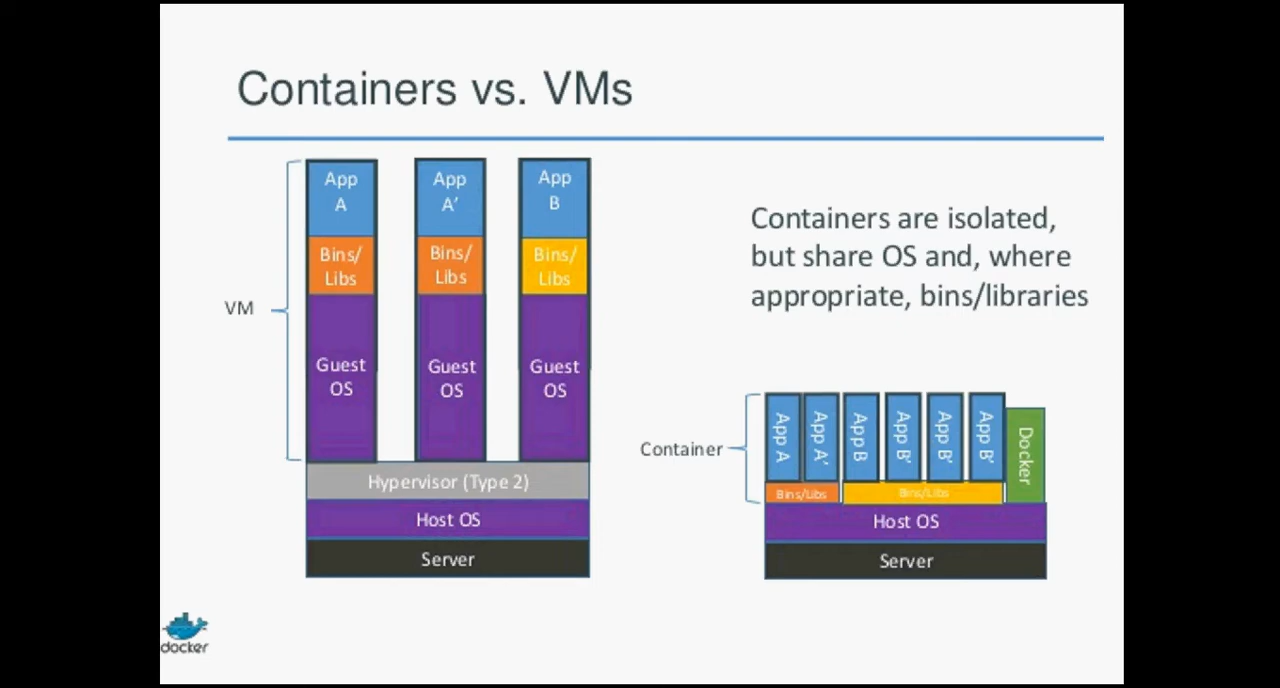 Containers vs. VMs
App
A
App
A’
App
B
Bins/
Libs
Bins/
Libs
Bins/
Libs
VM
Guest
OS
Guest
OS
Guest
OS
Hypervisor (Type 2)
Host OS
Server
Containers are isolated,
but share OS and, where
appropriate, bins/libraries
Container
App A
App A’
App B
App B’
App B’
App B’
Docker
Bins/Libs
Bins/Libs
Host OS
Server
docker